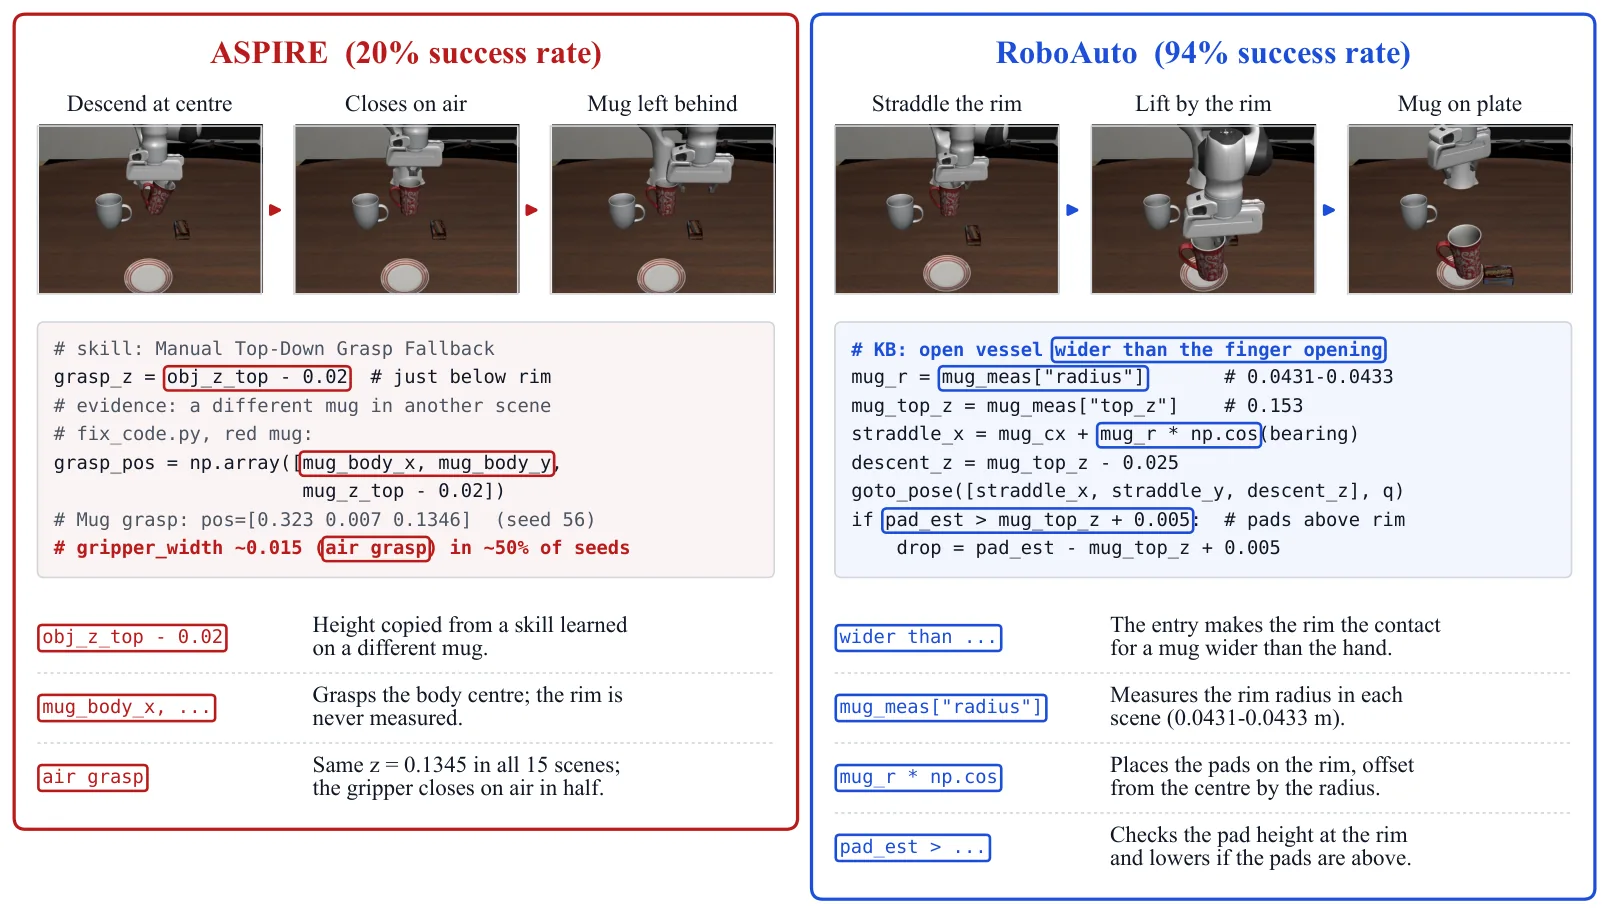 ASPIRE (20% success rate)
Descend at centre
Closes on air
Mug left behind
# skill: Manual Top-Down Grasp Fallback
grasp_z = obj_z_top - 0.02 # just below rim
# evidence: a different mug in another scene
# fix_code.py, red mug:
grasp_pos = np.array([mug_body_x, mug_body_y,
mug_z_top - 0.02])
# Mug grasp: pos=[0.323 0.007 0.1346] (seed 56)
# gripper_width ~0.015 (air grasp) in ~50% of seeds
obj_z_top - 0.02
Height copied from a skill learned
on a different mug.
mug_body_x, ...
Grasps the body centre; the rim is
never measured.
air grasp
Same z = 0.1345 in all 15 scenes;
the gripper closes on air in half.
RoboAuto (94% success rate)
Straddle the rim
Lift by the rim
Mug on plate
# KB: open vessel wider than the finger opening
mug_r = mug_meas["radius"] # 0.0431-0.0433
mug_top_z = mug_meas["top_z"] # 0.153
straddle_x = mug_cx + mug_r * np.cos(bearing)
descent_z = mug_top_z - 0.025
goto_pose([straddle_x, straddle_y, descent_z], q)
if pad_est > mug_top_z + 0.005: # pads above rim
drop = pad_est - mug_top_z + 0.005
wider than ...
The entry makes the rim the contact
for a mug wider than the hand.
mug_meas["radius"]
Measures the rim radius in each
scene (0.0431-0.0433 m).
mug_r * np.cos
Places the pads on the rim, offset
from the centre by the radius.
pad_est > ...
Checks the pad height at the rim
and lowers if the pads are above.